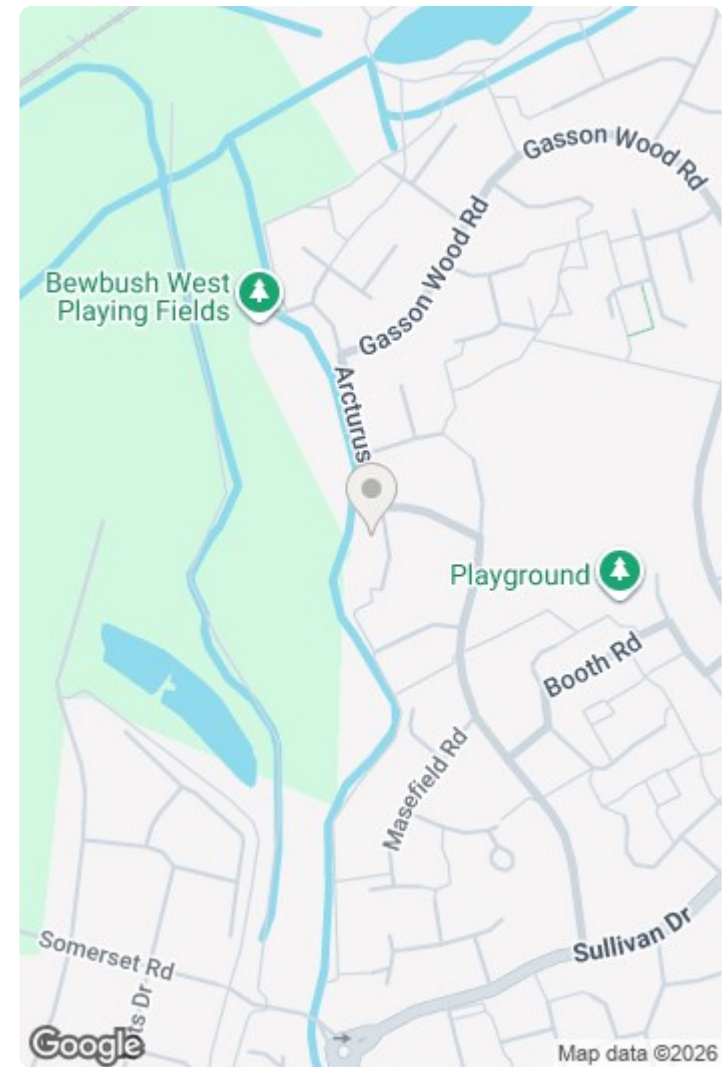 Gasson Wood Rd
Gasson Wood Rd
Bewbush West
Playing Fields
Arcturus
Playground
Booth Rd
Masefield Rd
Sullivan Dr
Somerset Rd
Dr
Google
Map data ©2026